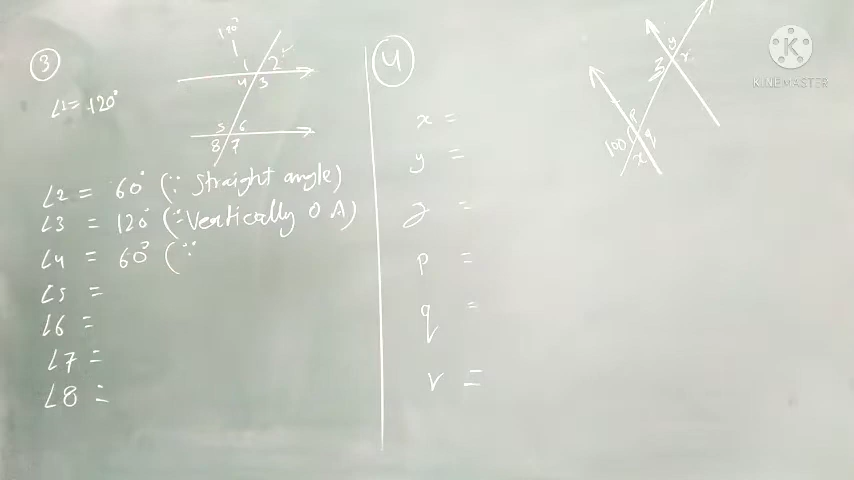 3
120°
1 2
4 3
∠1 = 120°
5 6
8 7
∠2 = 60° (∵ Straight angle)
∠3 = 120° (∵ Vertically O A)
∠4 = 60° (∵
∠5 =
∠6 =
∠7 =
∠8 =
4
x =
y =
z =
p =
q =
r =
y
z r
p
100 q
x
K
KINEMASTER